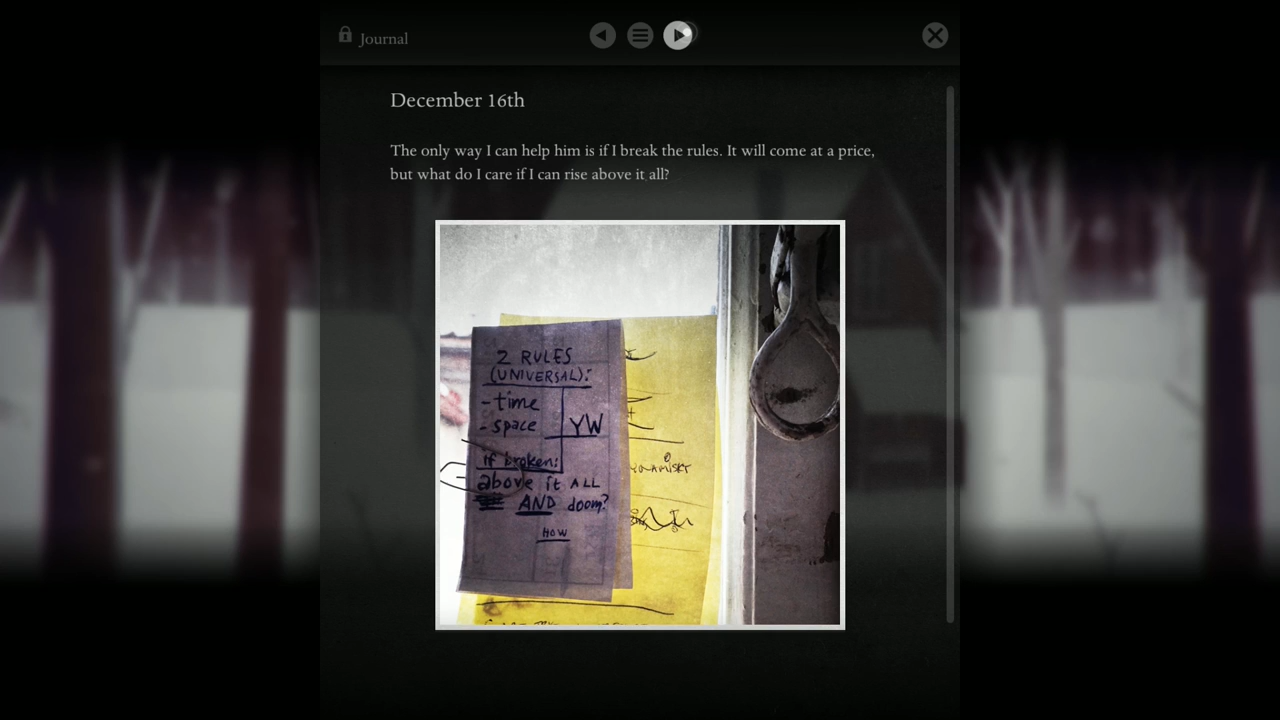 Journal
December 16th
The only way I can help him is if I break the rules. It will come at a price,
but what do I care if I can rise above it all?
2 RULES
(UNIVERSAL):
- time
- space
YW
if broken:
above it ALL
AND doom?
HOW